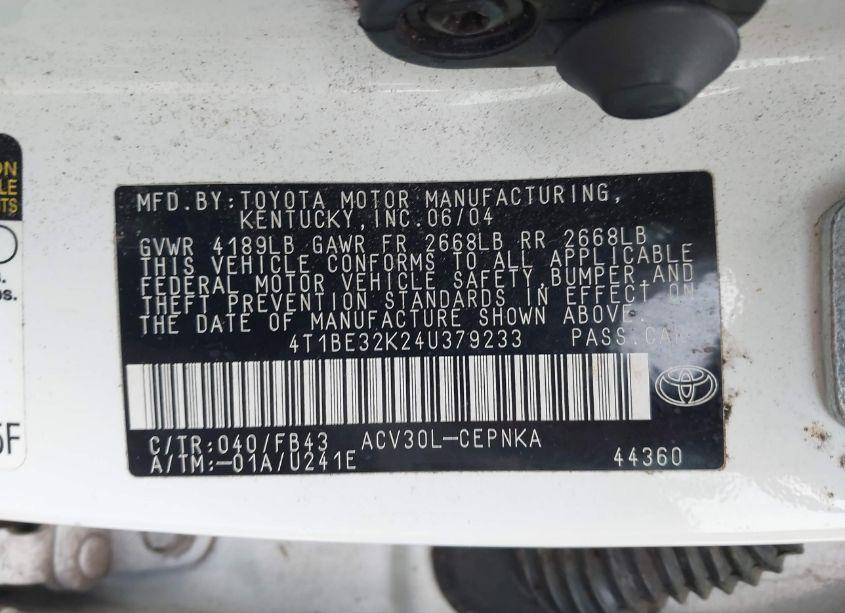 MFD.BY:TOYOTA MOTOR MANUFACTURING,
KENTUCKY,INC.06/04
GVWR 4189LB GAWR FR 2668LB RR 2668LB
THIS VEHICLE CONFORMS TO ALL APPLICABLE
FEDERAL MOTOR VEHICLE SAFETY,BUMPER AND
THEFT PREVENTION STANDARDS IN EFFECT ON
THE DATE OF MANUFACTURE SHOWN ABOVE.
4T1BE32K24U379233 PASS.CAR
C/TR:040/FB43 ACV30L-CEPNKA
A/TM:-01A/U241E 44360